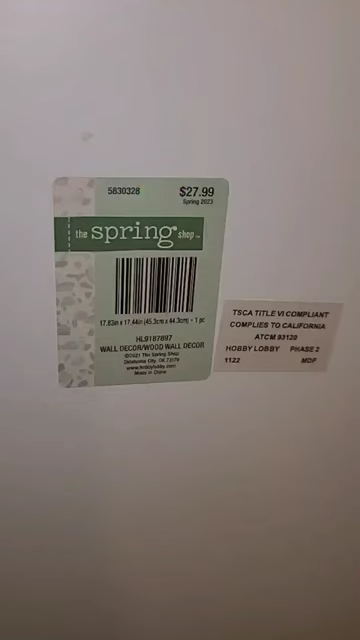 5830328 $27.99
Spring 2023
the spring shop
17.83in x 17.44in (45.3cm x 44.3cm) • 1 pc
HL9187897
WALL DECOR/WOOD WALL DECOR
©2021 The Spring Shop
Oklahoma City, OK 73179
www.hobbylobby.com
Made in China
TSCA TITLE VI COMPLIANT
COMPLIES TO CALIFORNIA
ATCM 93120
HOBBY LOBBY PHASE 2
1122 MDF